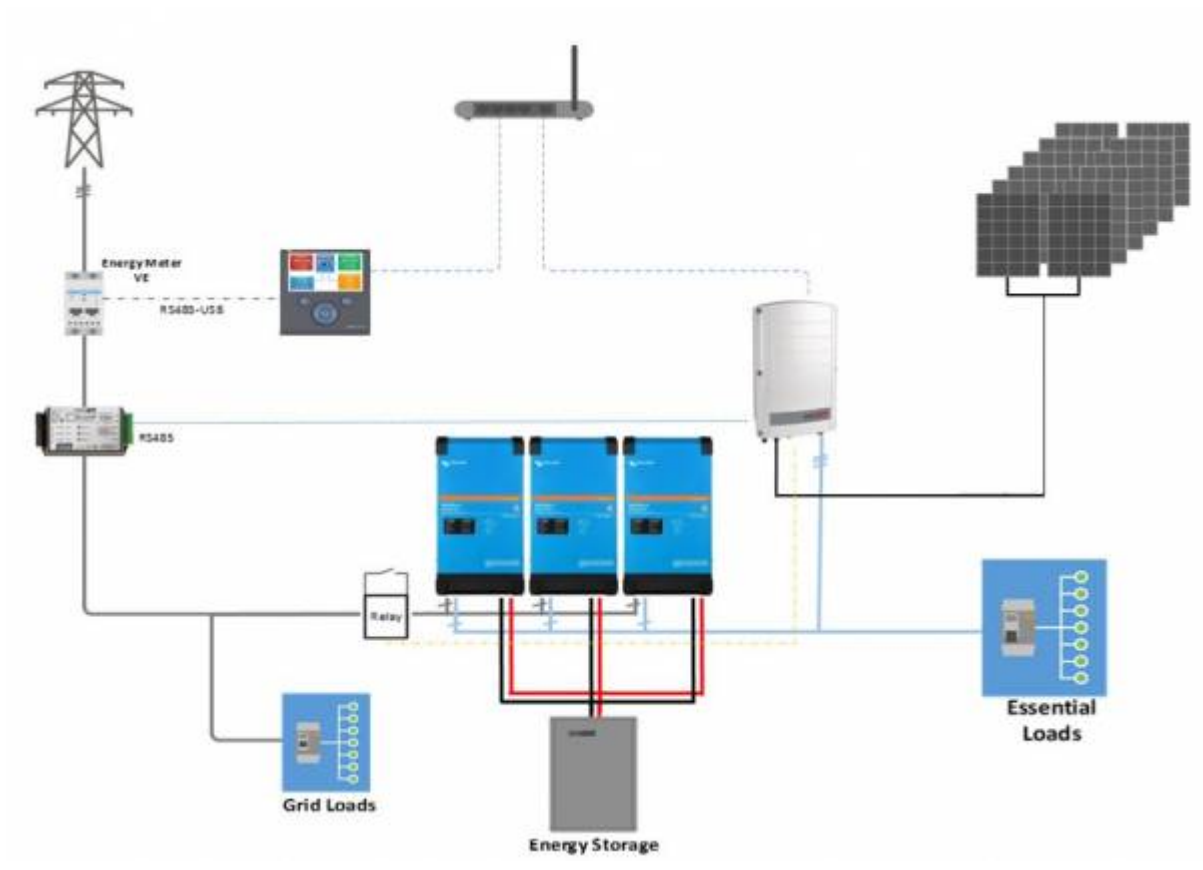 Energy Meter
VE
RS485-USB
RS485
Relay
Essential
Loads
Grid Loads
Energy Storage